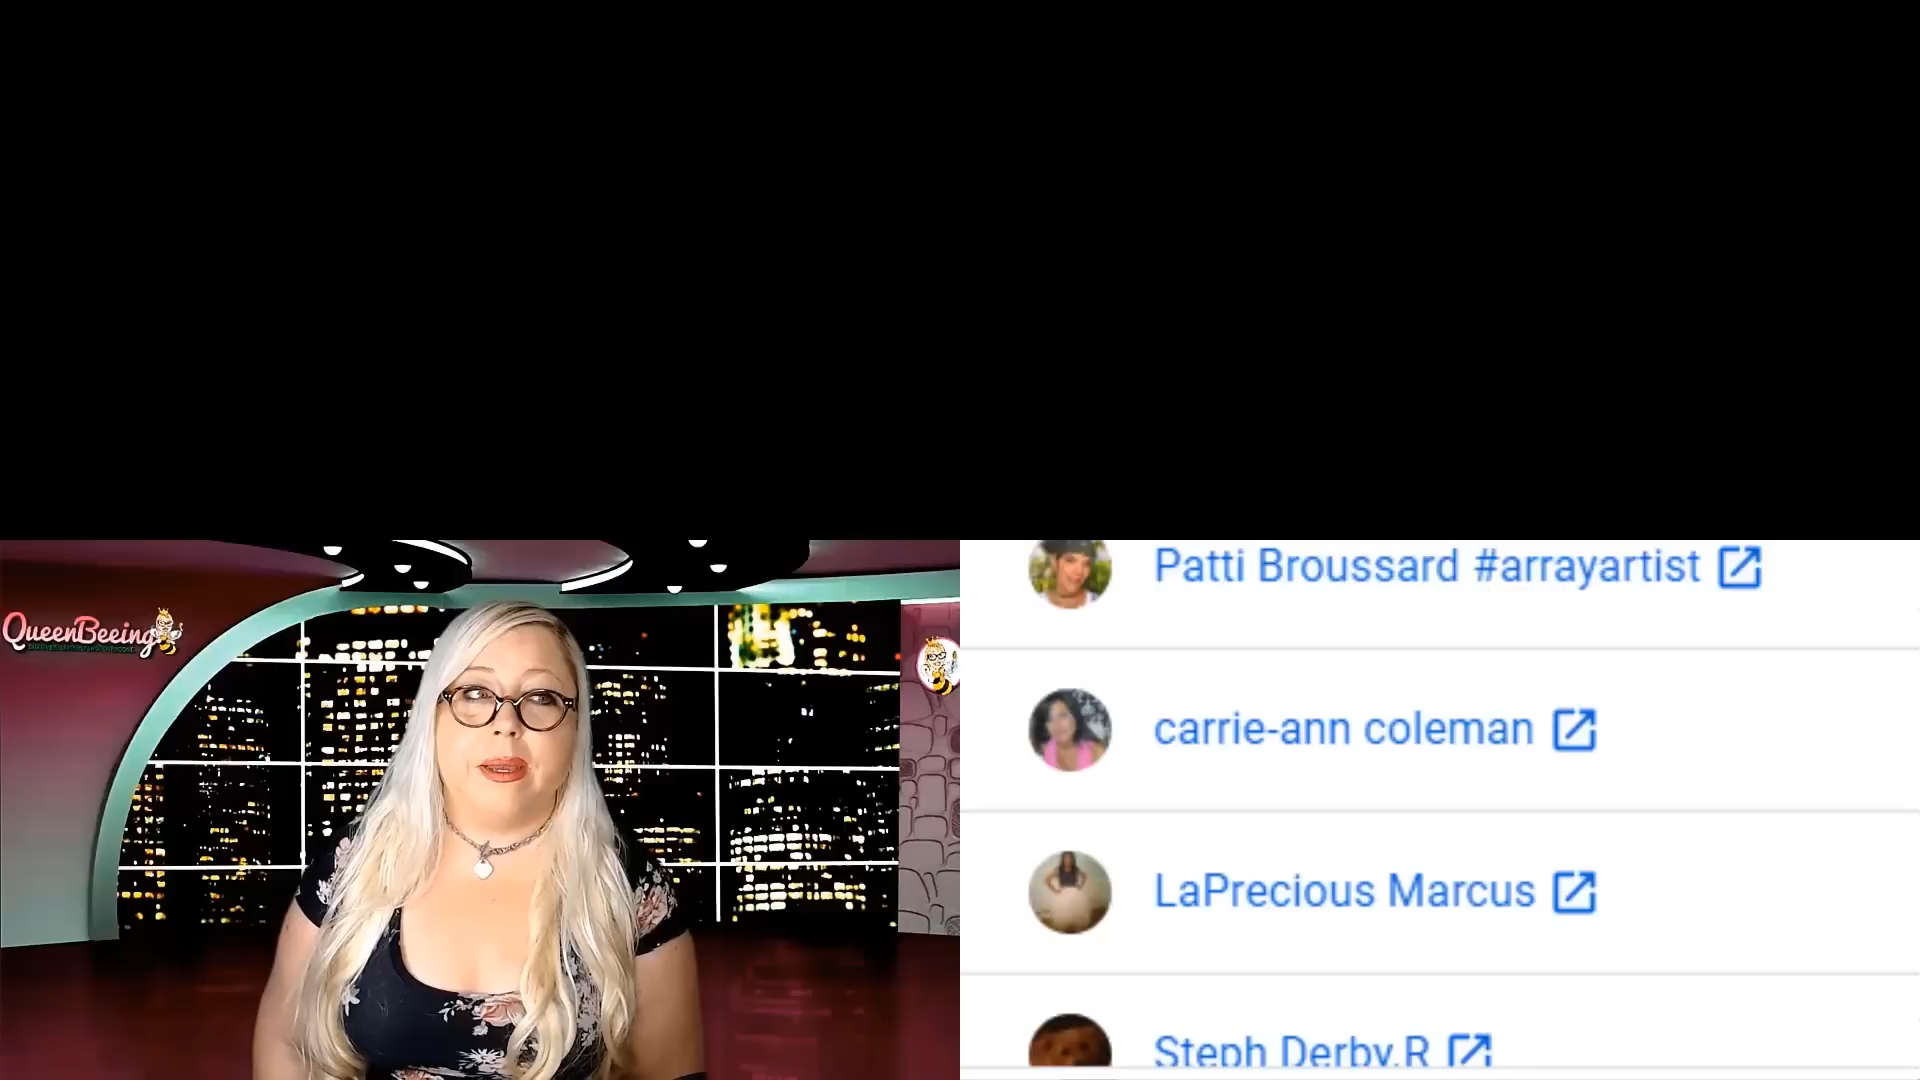 QueenBeeing
Patti Broussard #arrayartist
carrie-ann coleman
LaPrecious Marcus
Steph Derby.R